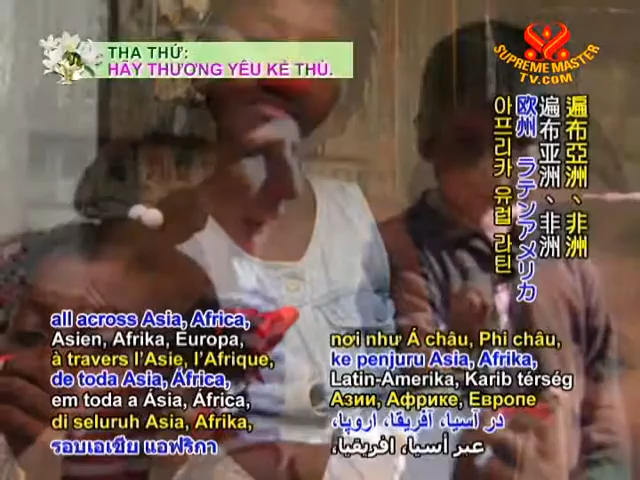 THA THỨ:
HÃY THƯƠNG YÊU KẺ THÙ.
SUPREME MASTER
TV.COM
遍布亞洲、非洲
遍布亚洲、非洲
欧州 ラテンアメリカ
아프리카 유럽 라틴
all across Asia, Africa,
Asien, Afrika, Europa,
à travers l'Asie, l'Afrique,
de toda Asia, África,
em toda a Ásia, África,
di seluruh Asia, Afrika,
รอบเอเชีย แอฟริกา
nơi như Á châu, Phi châu,
ke penjuru Asia, Afrika,
Latin-Amerika, Karib térség
Азии, Африке, Европе
در آسیا، آفریقا، اروپا،
عبر آسيا، افريقيا،